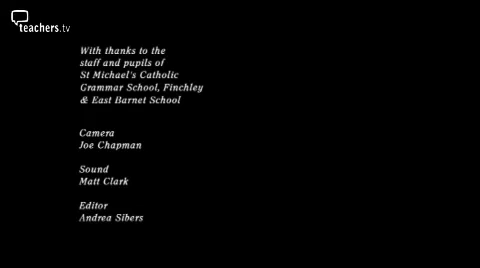 teachers.tv
With thanks to the
staff and pupils of
St Michael's Catholic
Grammar School, Finchley
& East Barnet School
Camera
Joe Chapman
Sound
Matt Clark
Editor
Andrea Sibers